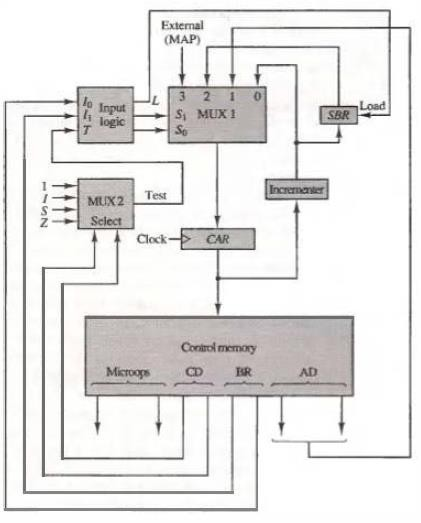 External
(MAP)
I₀ Input
I₁ logic
T
L
3 2 1 0
S₁ MUX 1
S₀
SBR
Load
Incrementer
1
I
S
Z
MUX 2
Select
Test
Clock
CAR
Control memory
Microops CD BR AD